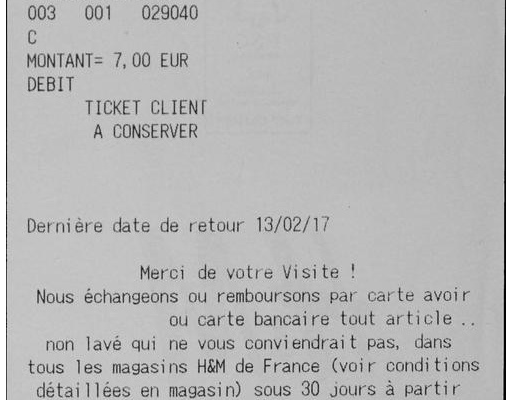 003 001 029040
C
MONTANT= 7,00 EUR
DEBIT
TICKET CLIENT
A CONSERVER
Dernière date de retour 13/02/17
Merci de votre Visite !
Nous échangeons ou remboursons par carte avoir
ou carte bancaire tout article ..
non lavé qui ne vous conviendrait pas, dans
tous les magasins H&M de France (voir conditions
détaillées en magasin) sous 30 jours à partir